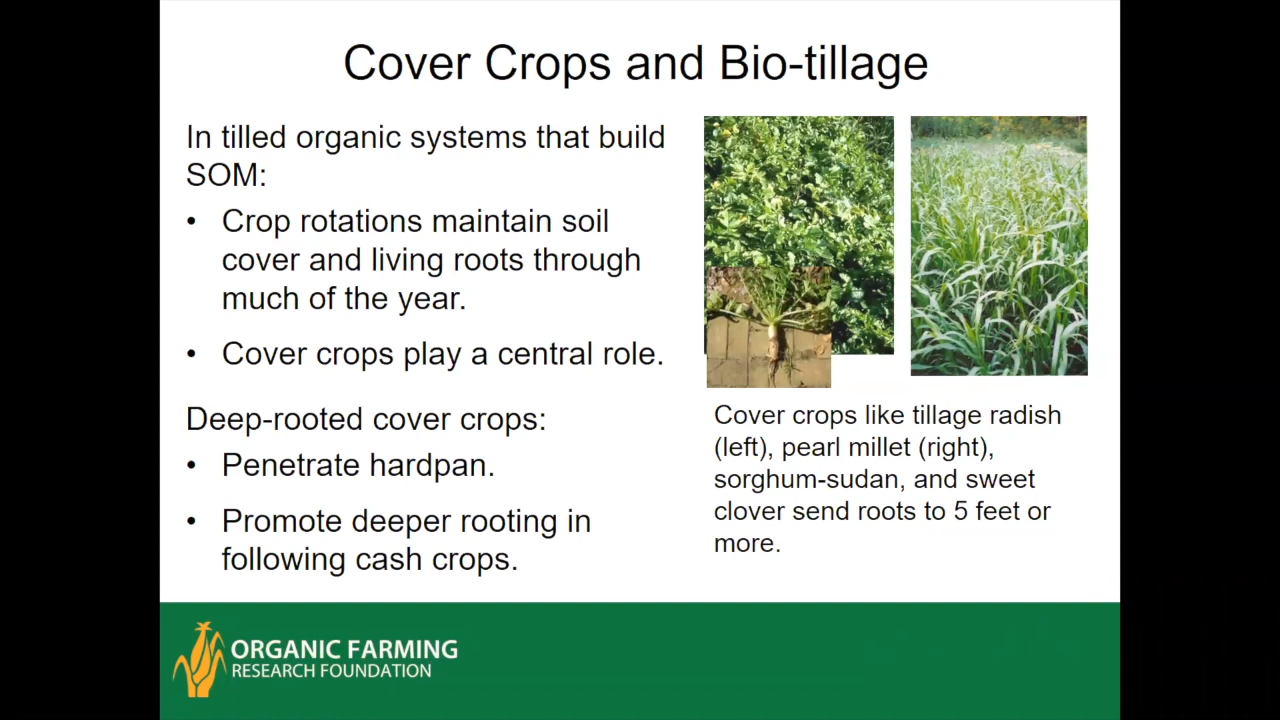 Cover Crops and Bio-tillage
In tilled organic systems that build
SOM:
• Crop rotations maintain soil
cover and living roots through
much of the year.
• Cover crops play a central role.
Deep-rooted cover crops:
• Penetrate hardpan.
• Promote deeper rooting in
following cash crops.
Cover crops like tillage radish
(left), pearl millet (right),
sorghum-sudan, and sweet
clover send roots to 5 feet or
more.
ORGANIC FARMING
RESEARCH FOUNDATION